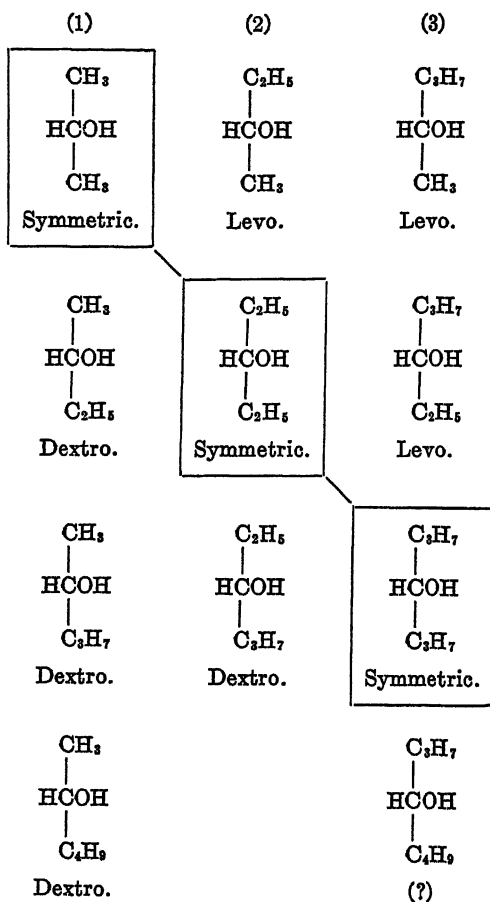 (1) (2) (3)
CH₃ C₂H₅ C₃H₇
HCOH HCOH HCOH
CH₃ CH₃ CH₃
Symmetric. Levo. Levo.
CH₃ C₂H₅ C₃H₇
HCOH HCOH HCOH
C₂H₅ C₂H₅ C₂H₅
Dextro. Symmetric. Levo.
CH₃ C₂H₅ C₃H₇
HCOH HCOH HCOH
C₃H₇ C₃H₇ C₃H₇
Dextro. Dextro. Symmetric.
CH₃ C₃H₇
HCOH HCOH
C₄H₉ C₄H₉
Dextro. (?)